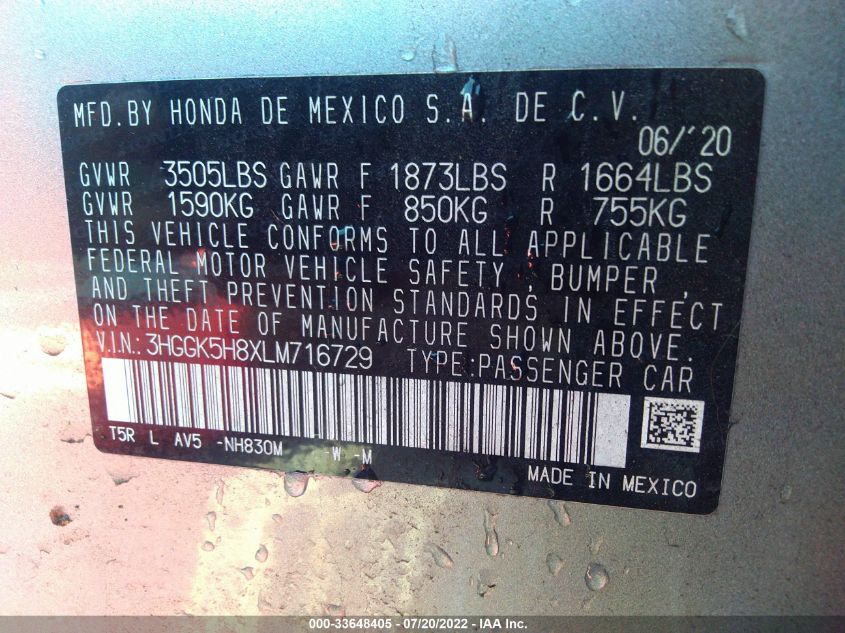 MFD.BY HONDA DE MEXICO S.A. DE C.V.
06/'20
GVWR 3505LBS GAWR F 1873LBS R 1664LBS
GVWR 1590KG GAWR F 850KG R 755KG
THIS VEHICLE CONFORMS TO ALL APPLICABLE
FEDERAL MOTOR VEHICLE SAFETY , BUMPER ,
AND THEFT PREVENTION STANDARDS IN EFFECT
ON THE DATE OF MANUFACTURE SHOWN ABOVE.
V.I.N.: 3HGGK5H8XLM716729 TYPE:PASSENGER CAR
T5R L AV5 -NH830M -W -M
MADE IN MEXICO
000-33648405 - 07/20/2022 - IAA Inc.